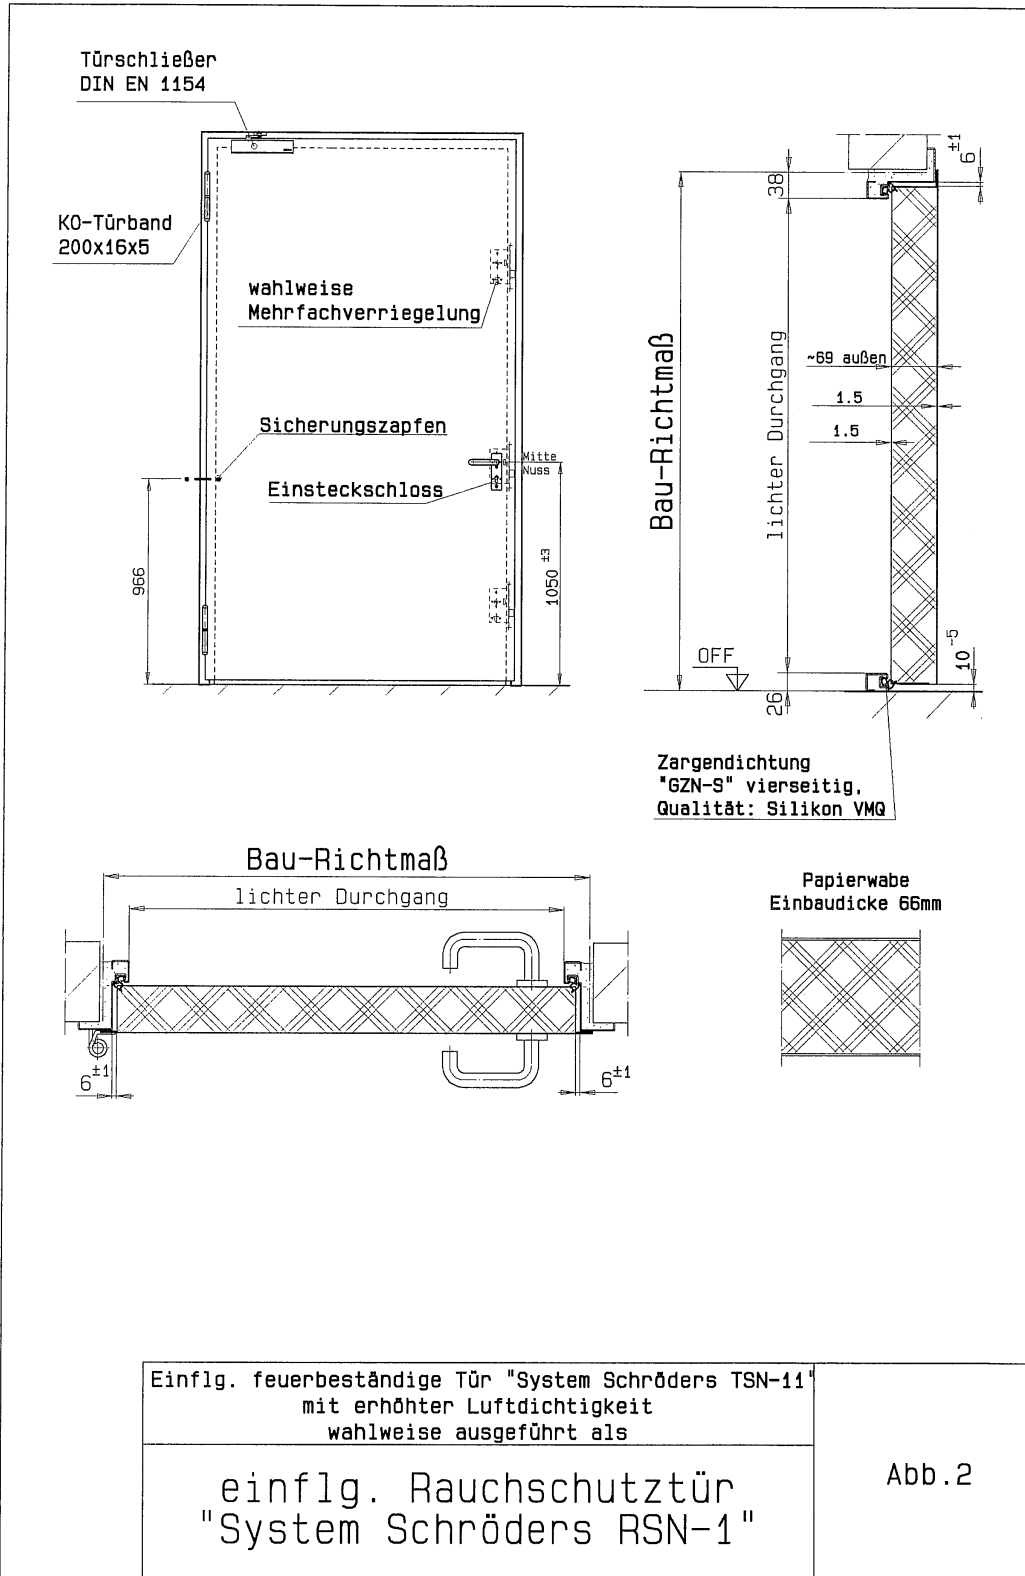 Türschließer
DIN EN 1154
KO-Türband
200x16x5
wahlweise
Mehrfachverriegelung
Sicherungszapfen
Einsteckschloss
Mitte
Nuss
966
1050 ±3
38
6 ±1
Bau-Richtmaß
lichter Durchgang
~69 außen
1.5
1.5
OFF
26
10 -5
Zargendichtung
"GZN-S" vierseitig,
Qualität: Silikon VMQ
Bau-Richtmaß
lichter Durchgang
6 ±1
6 ±1
Papierwabe
Einbaudicke 66mm
Einflg. feuerbeständige Tür "System Schröders TSN-11"
mit erhöhter Luftdichtigkeit
wahlweise ausgeführt als
einflg. Rauchschutztür
"System Schröders RSN-1"
Abb.2